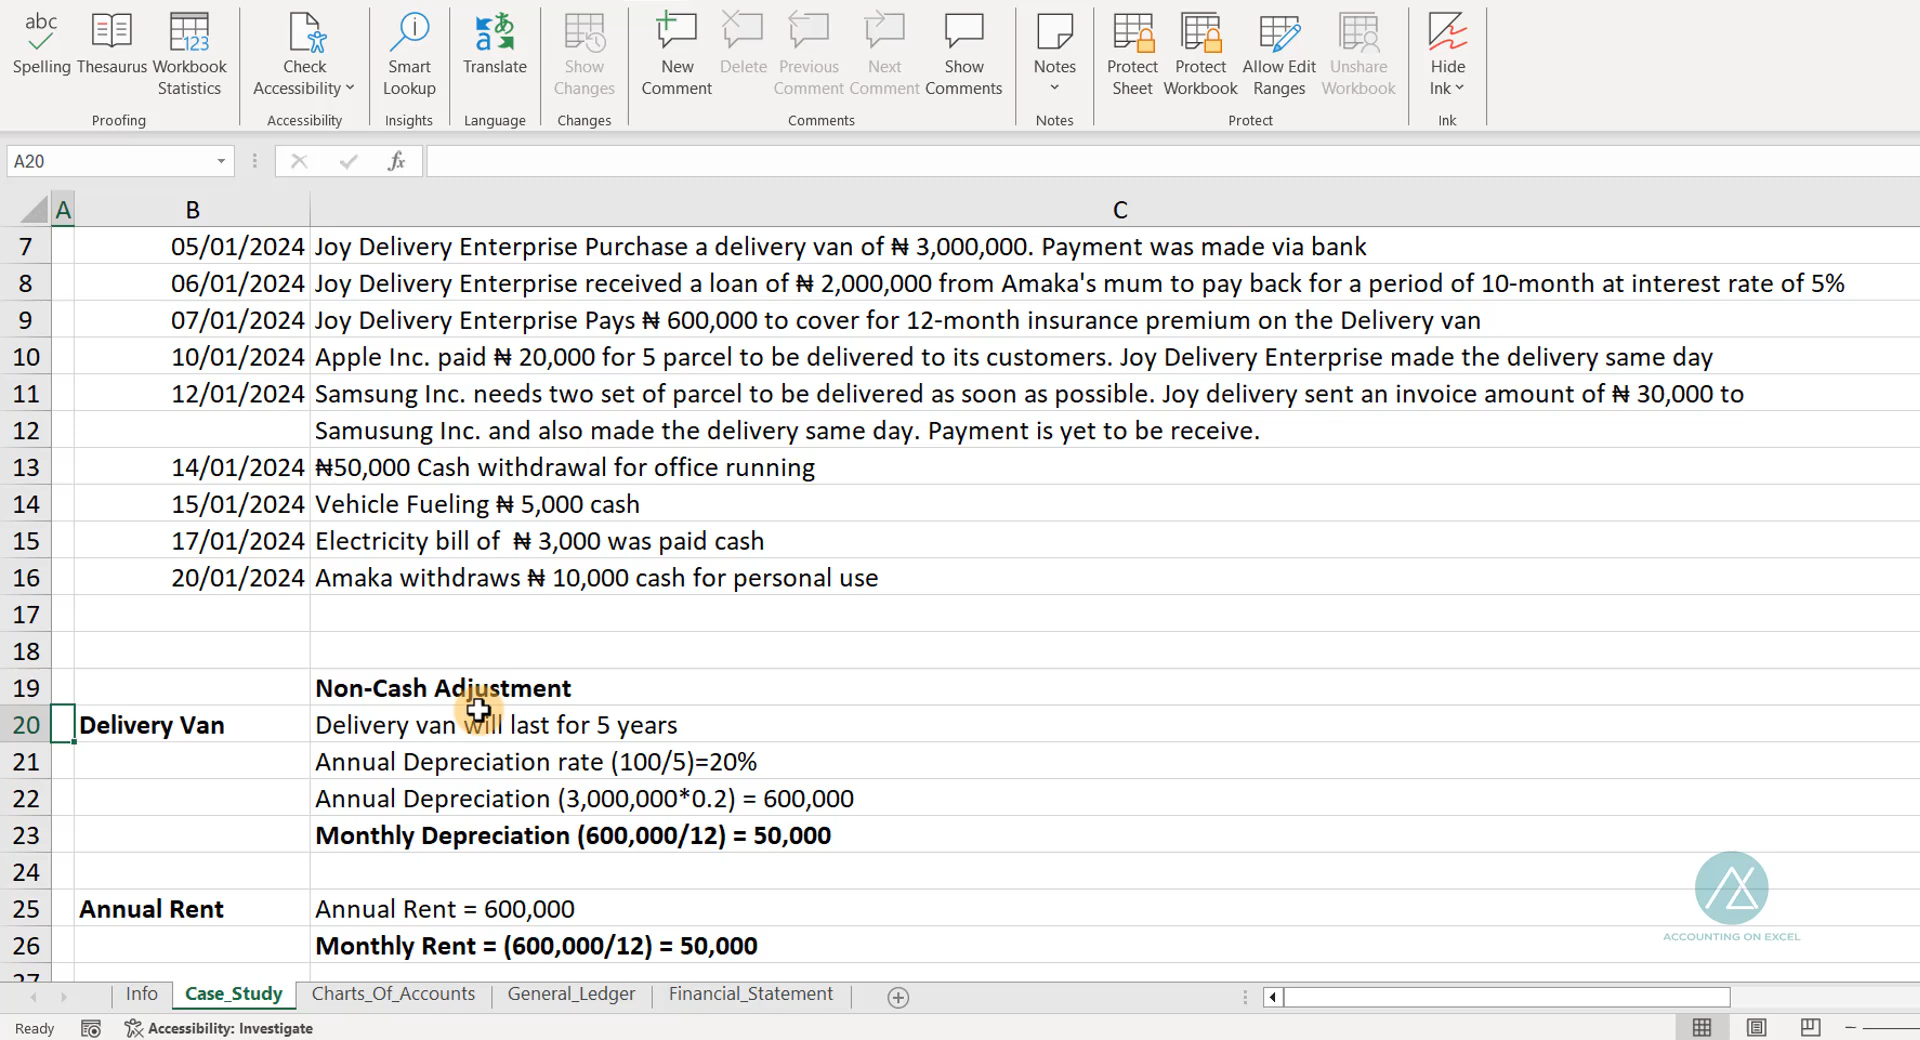 abc
Spelling Thesaurus Workbook Statistics
Proofing
Check Accessibility
Accessibility
Smart Lookup
Insights
Translate
Language
Show Changes
Changes
New Comment Delete Previous Comment Next Comment Show Comments
Comments
Notes
Notes
Protect Sheet Protect Workbook Allow Edit Ranges Unshare Workbook
Protect
Hide Ink
Ink
A20
fx
A B C
7 05/01/2024 Joy Delivery Enterprise Purchase a delivery van of ₦ 3,000,000. Payment was made via bank
8 06/01/2024 Joy Delivery Enterprise received a loan of ₦ 2,000,000 from Amaka's mum to pay back for a period of 10-month at interest rate of 5%
9 07/01/2024 Joy Delivery Enterprise Pays ₦ 600,000 to cover for 12-month insurance premium on the Delivery van
10 10/01/2024 Apple Inc. paid ₦ 20,000 for 5 parcel to be delivered to its customers. Joy Delivery Enterprise made the delivery same day
11 12/01/2024 Samsung Inc. needs two set of parcel to be delivered as soon as possible. Joy delivery sent an invoice amount of ₦ 30,000 to
12 Samusung Inc. and also made the delivery same day. Payment is yet to be receive.
13 14/01/2024 ₦50,000 Cash withdrawal for office running
14 15/01/2024 Vehicle Fueling ₦ 5,000 cash
15 17/01/2024 Electricity bill of ₦ 3,000 was paid cash
16 20/01/2024 Amaka withdraws ₦ 10,000 cash for personal use
17
18
19 Non-Cash Adjustment
20 Delivery Van Delivery van will last for 5 years
21 Annual Depreciation rate (100/5)=20%
22 Annual Depreciation (3,000,000*0.2) = 600,000
23 Monthly Depreciation (600,000/12) = 50,000
24
25 Annual Rent Annual Rent = 600,000
26 Monthly Rent = (600,000/12) = 50,000
27
ACCOUNTING ON EXCEL
Info Case_Study Charts_Of_Accounts General_Ledger Financial_Statement
Ready Accessibility: Investigate